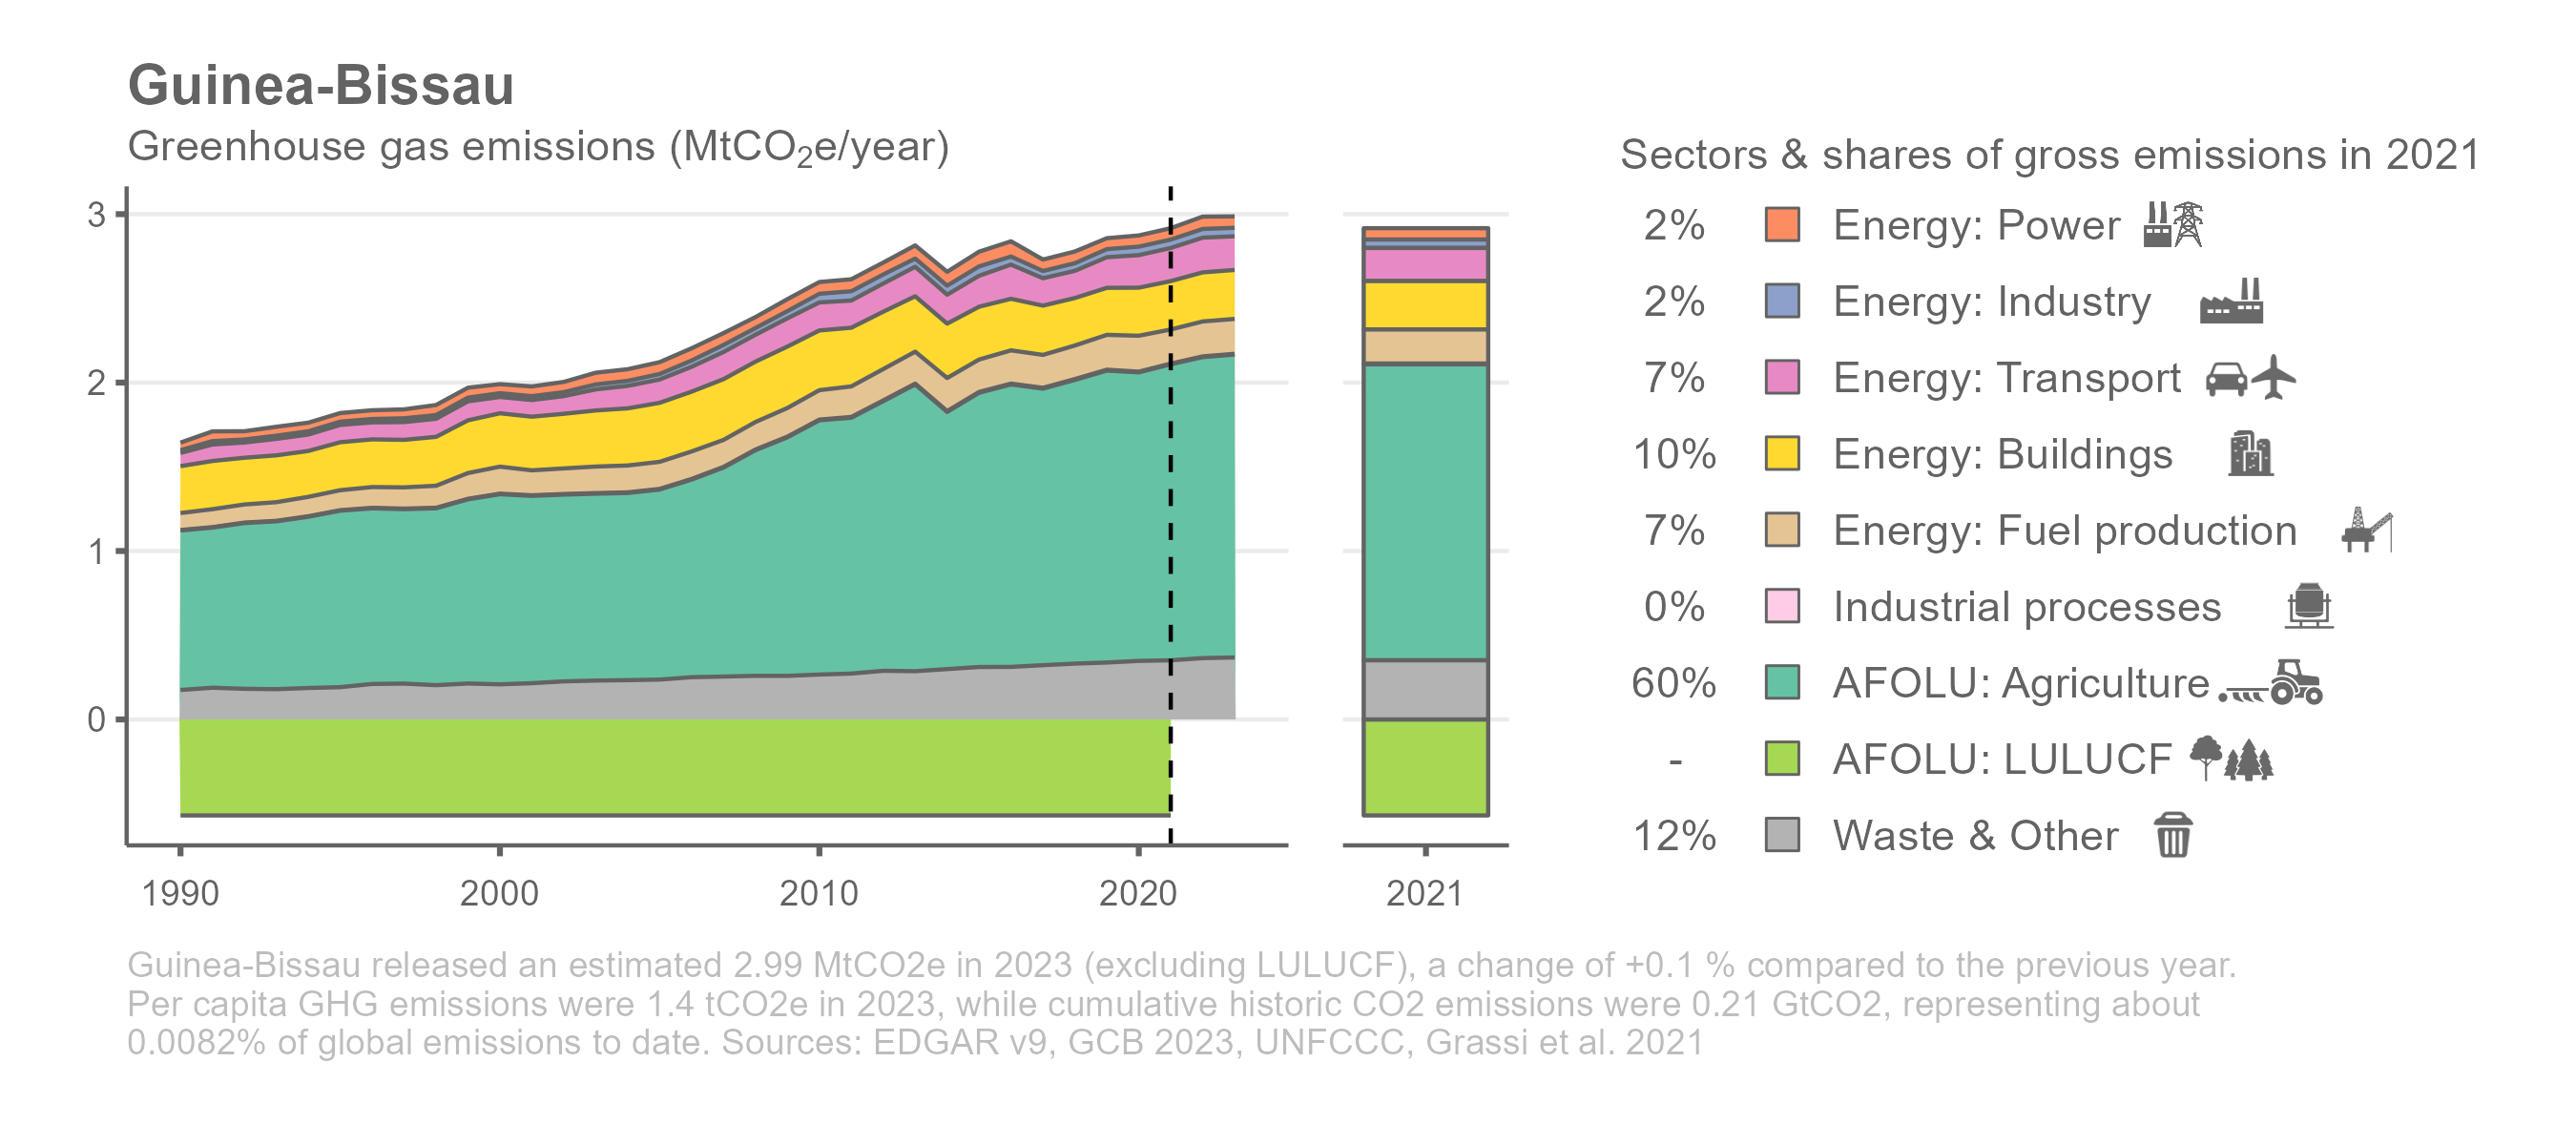 Guinea-Bissau
Greenhouse gas emissions (MtCO₂e/year)
3
2
1
0
1990 2000 2010 2020
2021
Sectors & shares of gross emissions in 2021
2% Energy: Power
2% Energy: Industry
7% Energy: Transport
10% Energy: Buildings
7% Energy: Fuel production
0% Industrial processes
60% AFOLU: Agriculture
- AFOLU: LULUCF
12% Waste & Other
Guinea-Bissau released an estimated 2.99 MtCO2e in 2023 (excluding LULUCF), a change of +0.1 % compared to the previous year.
Per capita GHG emissions were 1.4 tCO2e in 2023, while cumulative historic CO2 emissions were 0.21 GtCO2, representing about
0.0082% of global emissions to date. Sources: EDGAR v9, GCB 2023, UNFCCC, Grassi et al. 2021